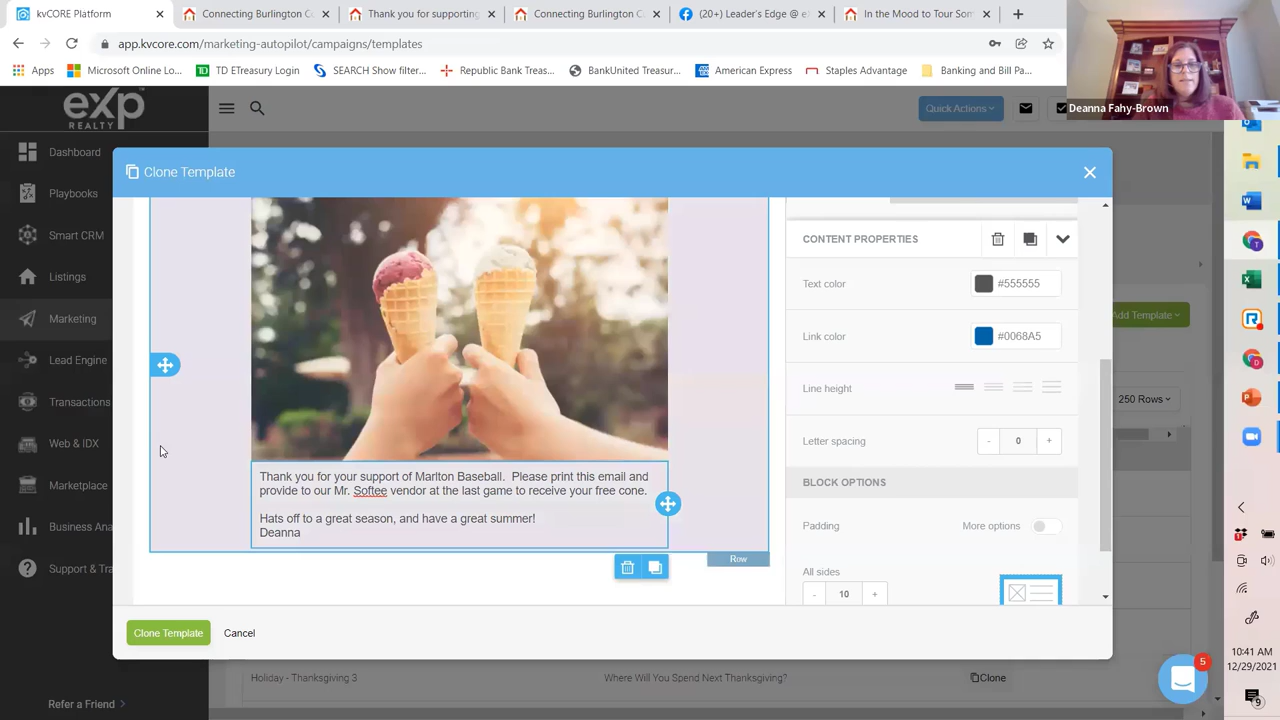 kvCORE Platform
Connecting Burlington C
Thank you for supporting
Connecting Burlington C
(20+) Leader's Edge @ e
In the Mood to Tour Som
app.kvcore.com/marketing-autopilot/campaigns/templates
Apps
Microsoft Online Lo...
TD ETreasury Login
SEARCH Show filter...
Republic Bank Treas...
BankUnited Treasur...
American Express
Staples Advantage
Banking and Bill Pa...
Deanna Fahy-Brown
exp
REALTY
Quick Actions
Dashboard
Playbooks
Smart CRM
Listings
Marketing
Lead Engine
Transactions
Web & IDX
Marketplace
Business Ana
Support & Tra
Refer a Friend
Clone Template
CONTENT PROPERTIES
Text color
#555555
Link color
#0068A5
Line height
Letter spacing
- 0 +
BLOCK OPTIONS
Padding
More options
All sides
- 10 +
Thank you for your support of Marlton Baseball. Please print this email and
provide to our Mr. Softee vendor at the last game to receive your free cone.
Hats off to a great season, and have a great summer!
Deanna
Row
Clone Template
Cancel
Add Template
250 Rows
Holiday - Thanksgiving 3
Where Will You Spend Next Thanksgiving?
Clone
5
10:41 AM
12/29/2021
9